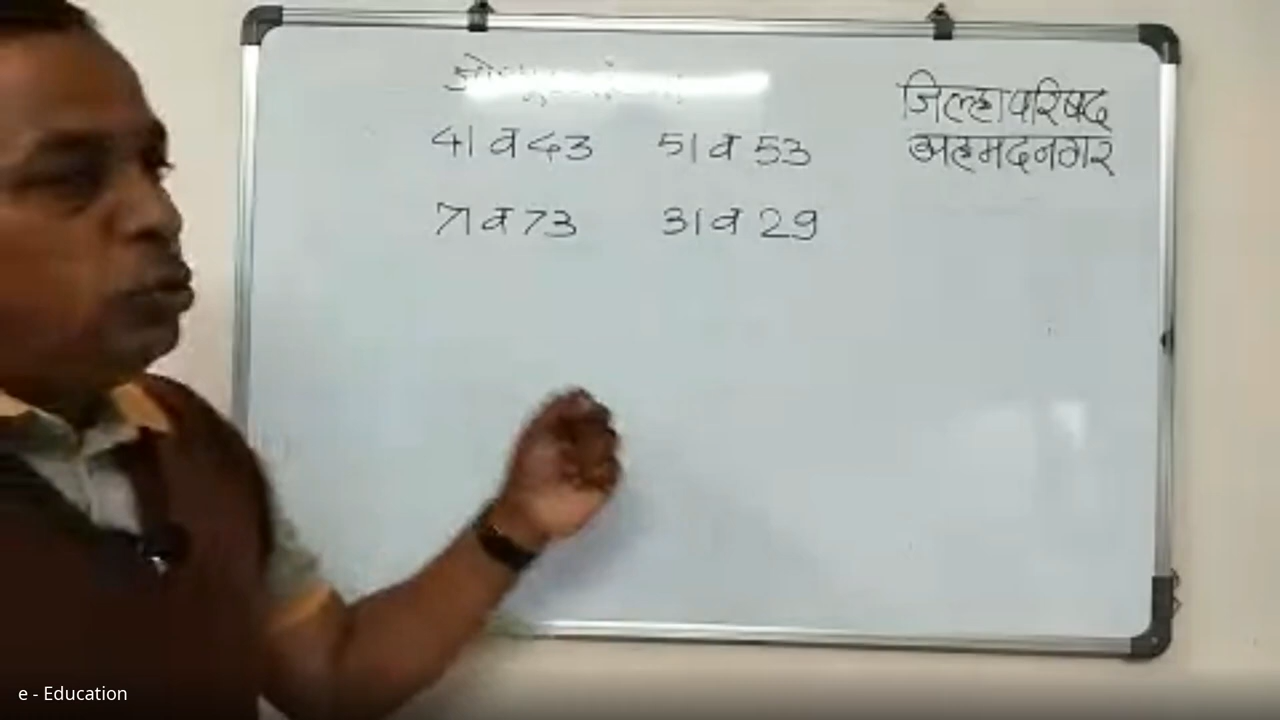 41 व 43 51 व 53
71 व 73 31 व 29
जिल्हा परिषद
अहमदनगर
e - Education